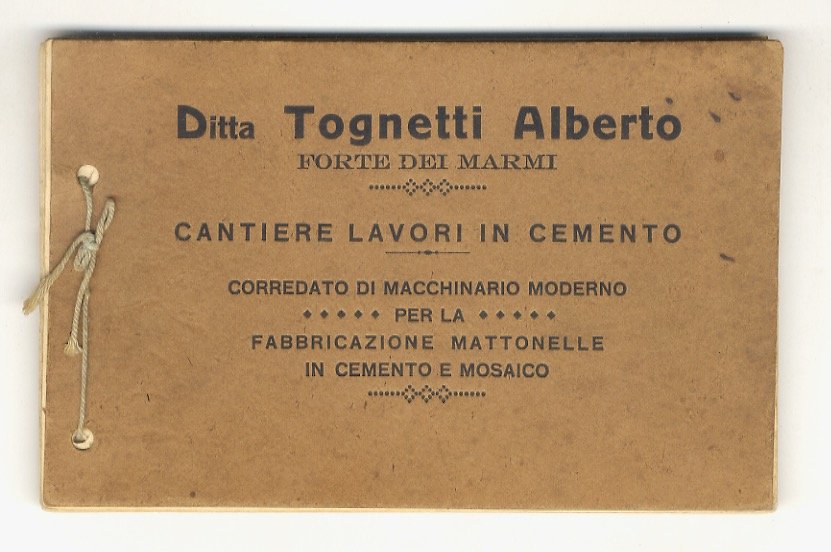 Ditta Tognetti Alberto
FORTE DEI MARMI
CANTIERE LAVORI IN CEMENTO
CORREDATO DI MACCHINARIO MODERNO
PER LA
FABBRICAZIONE MATTONELLE
IN CEMENTO E MOSAICO